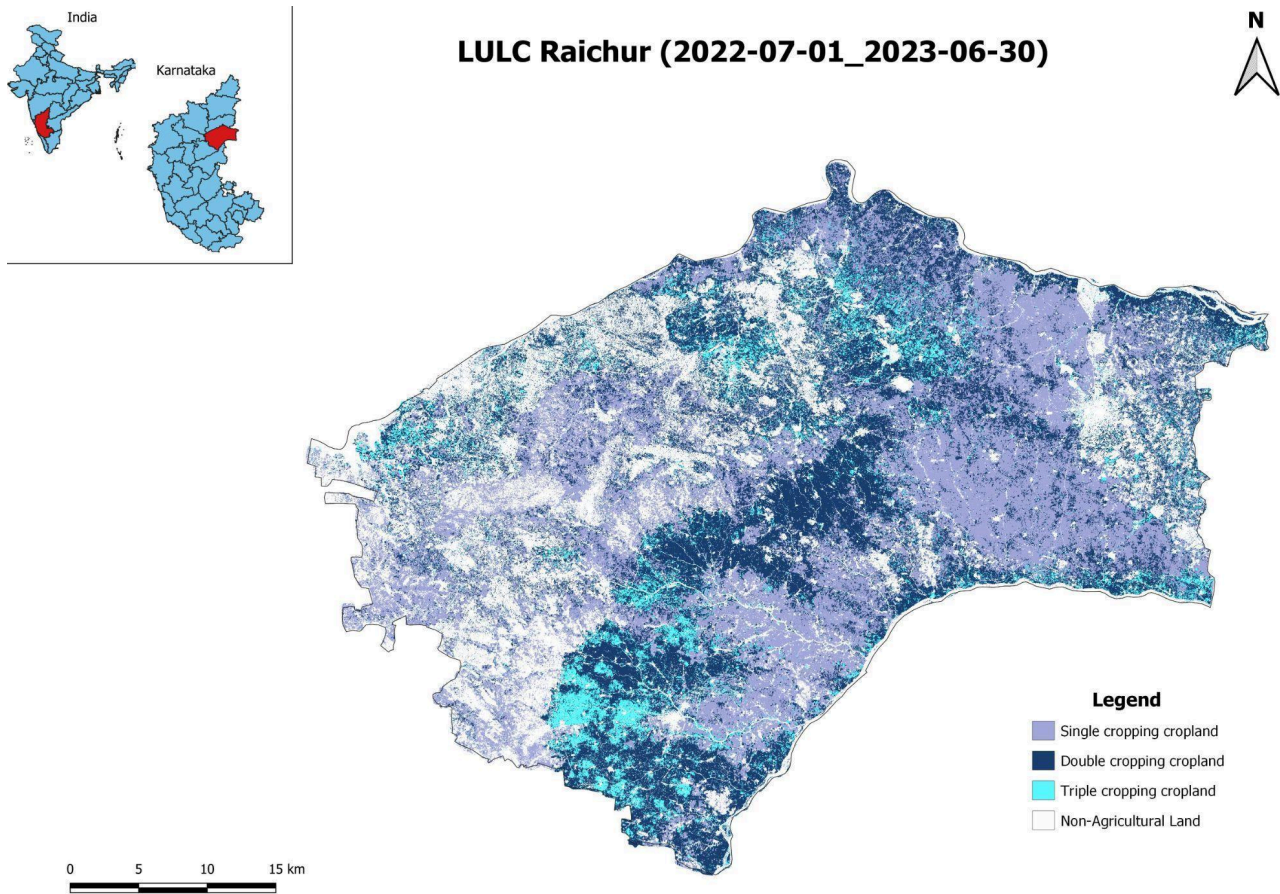 India
Karnataka
LULC Raichur (2022-07-01_2023-06-30)
N
Legend
Single cropping cropland
Double cropping cropland
Triple cropping cropland
Non-Agricultural Land
0 5 10 15 km